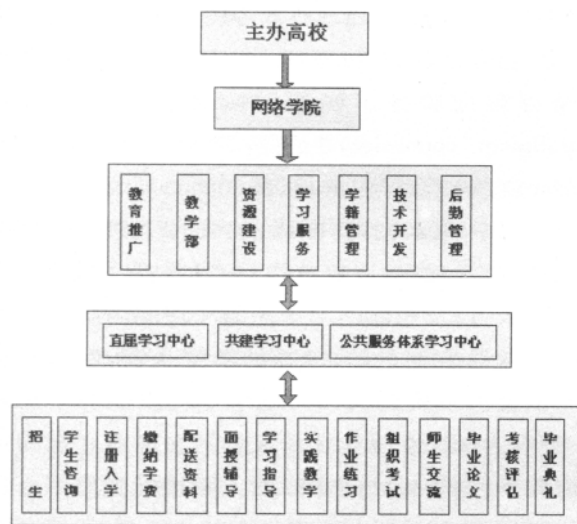 主办高校
网络学院
教育推广
教学部
资源建设
学习服务
学籍管理
技术开发
后勤管理
直属学习中心
共建学习中心
公共服务体系学习中心
招生
学生咨询
注册入学
缴纳学费
配送资料
面授辅导
学习指导
实践教学
作业练习
组织考试
师生交流
毕业论文
考核评估
毕业典礼